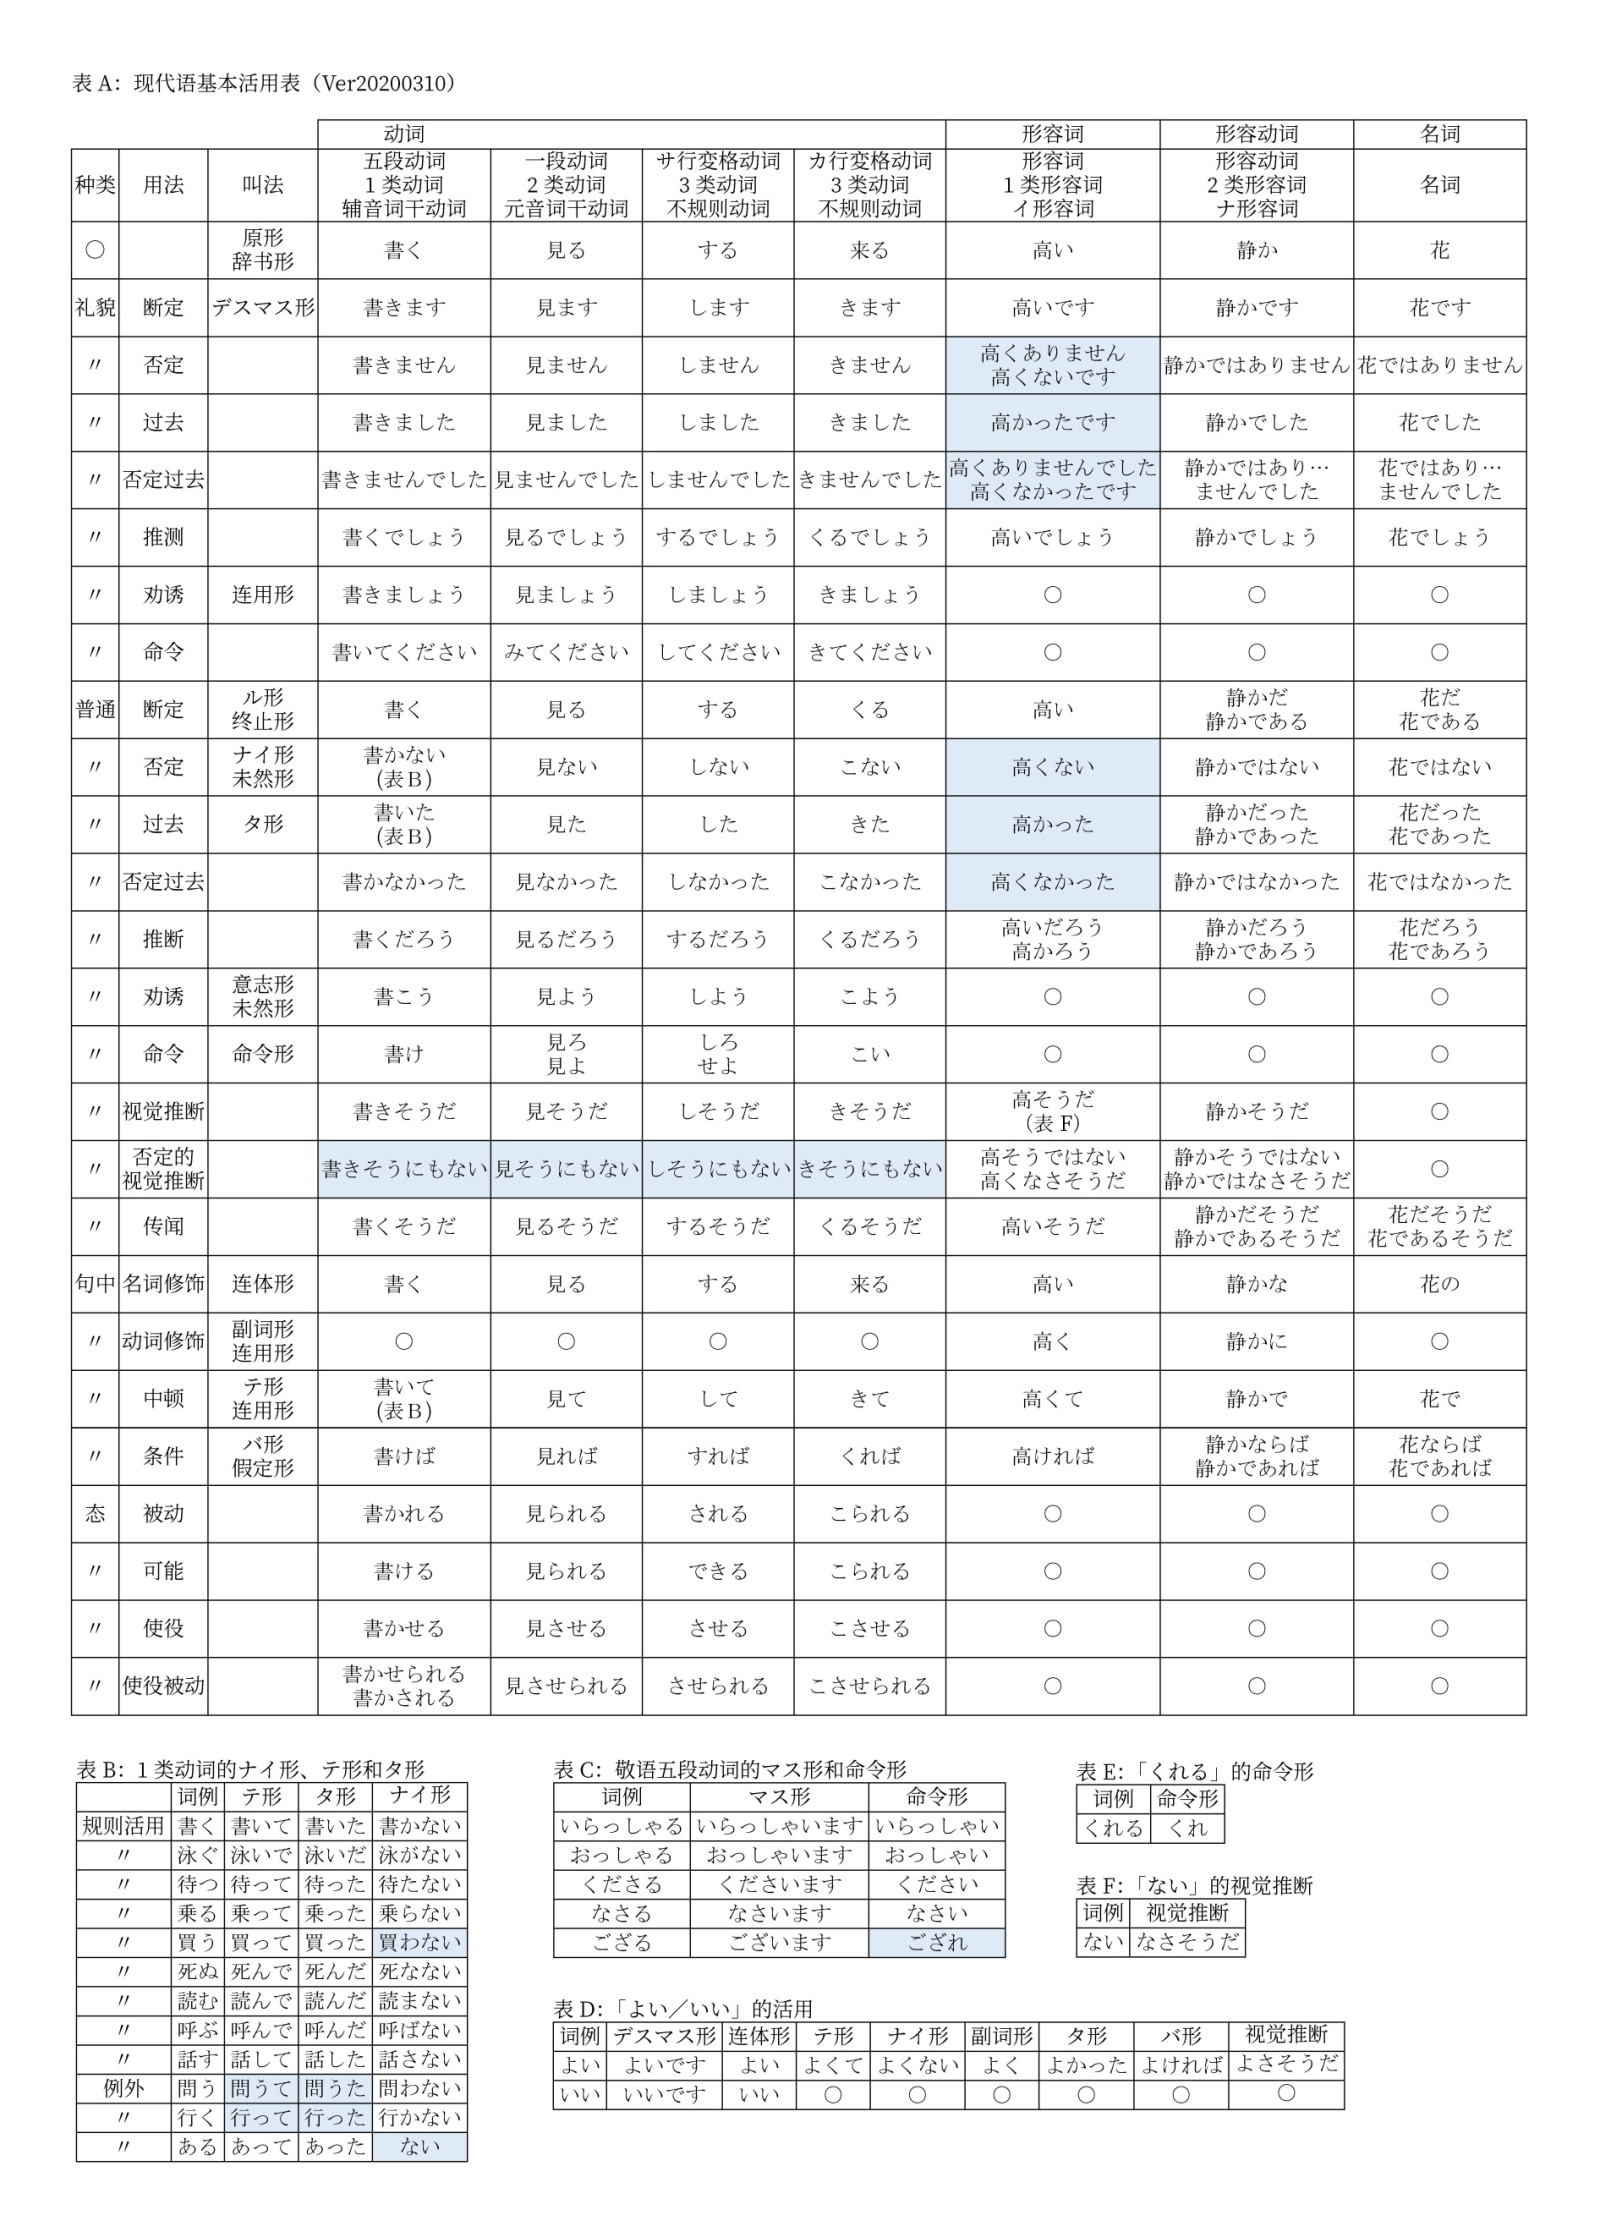 表 A：现代语基本活用表（Ver20200310）
动词 形容词 形容动词 名词
种类 用法 叫法 五段动词 1 类动词 辅音词干动词 一段动词 2 类动词 元音词干动词 サ行变格动词 3 类动词 不规则动词 カ行变格动词 3 类动词 不规则动词 形容词 1 类形容词 イ形容词 形容动词 2 类形容词 ナ形容词 名词
○ 原形 辞书形 書く 見る する 来る 高い 静か 花
礼貌 断定 デスマス形 書きます 見ます します きます 高いです 静かです 花です
〃 否定 書きません 見ません しません きません 高くありません 高くないです 静かではありません 花ではありません
〃 过去 書きました 見ました しました きました 高かったです 静かでした 花でした
〃 否定过去 書きませんでした 見ませんでした しませんでした きませんでした 高くありませんでした 高くなかったです 静かではあり… ませんでした 花ではあり… ませんでした
〃 推测 書くでしょう 見るでしょう するでしょう くるでしょう 高いでしょう 静かでしょう 花でしょう
〃 劝诱 连用形 書きましょう 見ましょう しましょう きましょう ○ ○ ○
〃 命令 書いてください みてください してください きてください ○ ○ ○
普通 断定 ル形 终止形 書く 見る する くる 高い 静かだ 静かである 花だ 花である
〃 否定 ナイ形 未然形 書かない (表Ｂ) 見ない しない こない 高くない 静かではない 花ではない
〃 过去 タ形 書いた (表Ｂ) 見た した きた 高かった 静かだった 静かであった 花だった 花であった
〃 否定过去 書かなかった 見なかった しなかった こなかった 高くなかった 静かではなかった 花ではなかった
〃 推断 書くだろう 見るだろう するだろう くるだろう 高いだろう 高かろう 静かだろう 静かであろう 花だろう 花であろう
〃 劝诱 意志形 未然形 書こう 見よう しよう こよう ○ ○ ○
〃 命令 命令形 書け 見ろ 見よ しろ せよ こい ○ ○ ○
〃 视觉推断 書きそうだ 見そうだ しそうだ きそうだ 高そうだ （表 F） 静かそうだ ○
〃 否定的 视觉推断 書きそうにもない 見そうにもない しそうにもない きそうにもない 高そうではない 高くなさそうだ 静かそうではない 静かではなさそうだ ○
〃 传闻 書くそうだ 見るそうだ するそうだ くるそうだ 高いそうだ 静かだそうだ 静かであるそうだ 花だそうだ 花であるそうだ
句中 名词修饰 连体形 書く 見る する 来る 高い 静かな 花の
〃 动词修饰 副词形 连用形 ○ ○ ○ ○ 高く 静かに ○
〃 中顿 テ形 连用形 書いて (表Ｂ) 見て して きて 高くて 静かで 花で
〃 条件 バ形 假定形 書けば 見れば すれば くれば 高ければ 静かならば 静かであれば 花ならば 花であれば
态 被动 書かれる 見られる される こられる ○ ○ ○
〃 可能 書ける 見られる できる こられる ○ ○ ○
〃 使役 書かせる 見させる させる こさせる ○ ○ ○
〃 使役被动 書かせられる 書かされる 見させられる させられる こさせられる ○ ○ ○
表 B：1 类动词的ナイ形、テ形和タ形
词例 テ形 タ形 ナイ形
规则活用 書く 書いて 書いた 書かない
〃 泳ぐ 泳いで 泳いだ 泳がない
〃 待つ 待って 待った 待たない
〃 乗る 乗って 乗った 乗らない
〃 買う 買って 買った 買わない
〃 死ぬ 死んで 死んだ 死なない
〃 読む 読んで 読んだ 読まない
〃 呼ぶ 呼んで 呼んだ 呼ばない
〃 話す 話して 話した 話さない
例外 問う 問うて 問うた 問わない
〃 行く 行って 行った 行かない
〃 ある あって あった ない
表 C：敬语五段动词的マス形和命令形
词例 マス形 命令形
いらっしゃる いらっしゃいます いらっしゃい
おっしゃる おっしゃいます おっしゃい
くださる くださいます ください
なさる なさいます なさい
ござる ございます ござれ
表 D：「よい／いい」的活用
词例 デスマス形 连体形 テ形 ナイ形 副词形 タ形 バ形 视觉推断
よい よいです よい よくて よくない よく よかった よければ よさそうだ
いい いいです いい ○ ○ ○ ○ ○ ○
表 E：「くれる」的命令形
词例 命令形
くれる くれ
表 F：「ない」的视觉推断
词例 视觉推断
ない なさそうだ